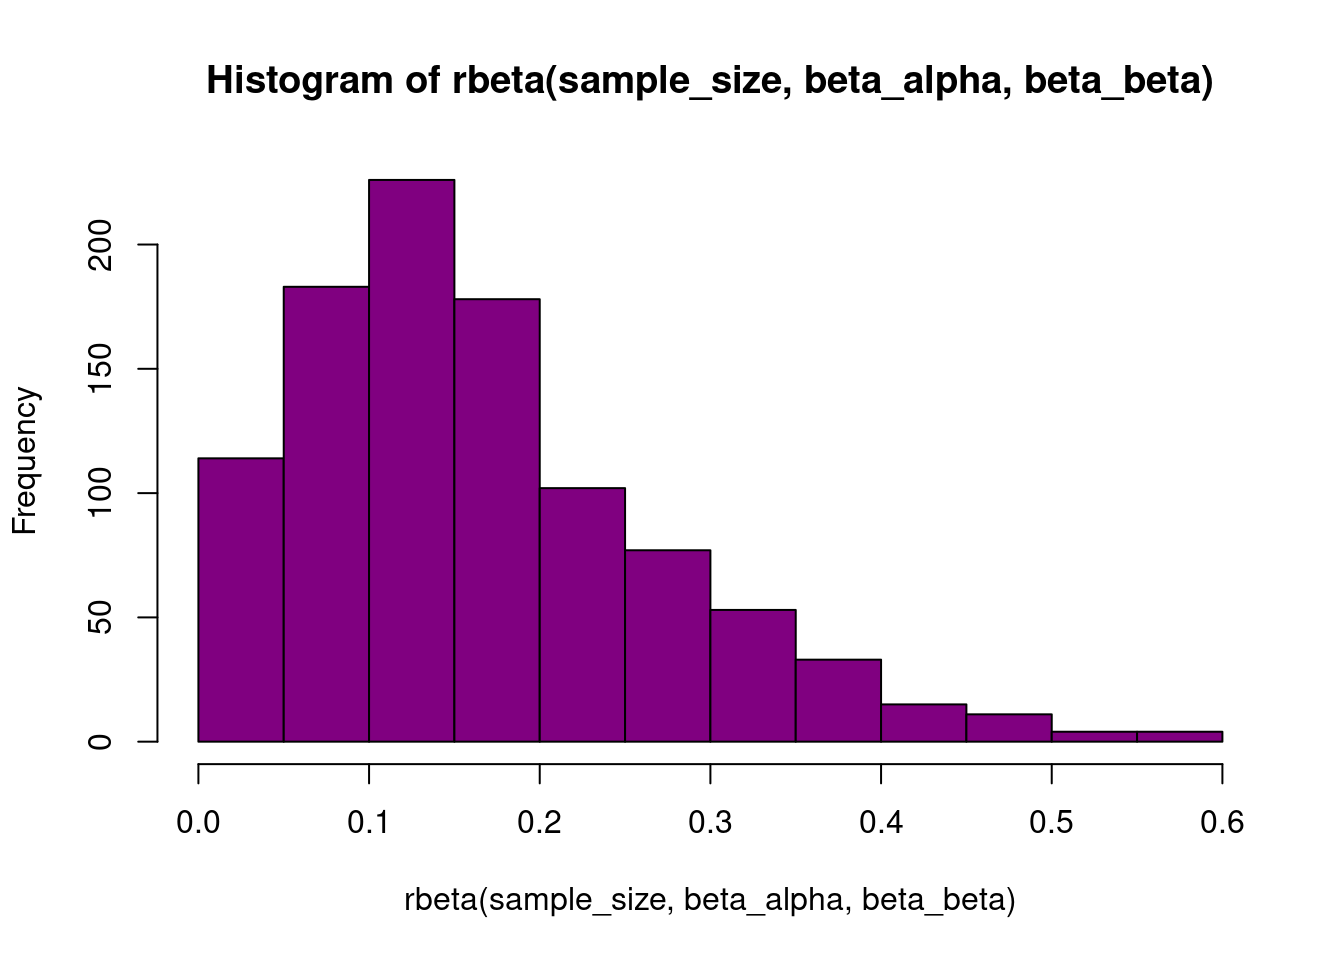 Histogram of rbeta(sample_size, beta_alpha, beta_beta)
Frequency
200
150
100
50
0
0.0 0.1 0.2 0.3 0.4 0.5 0.6
rbeta(sample_size, beta_alpha, beta_beta)